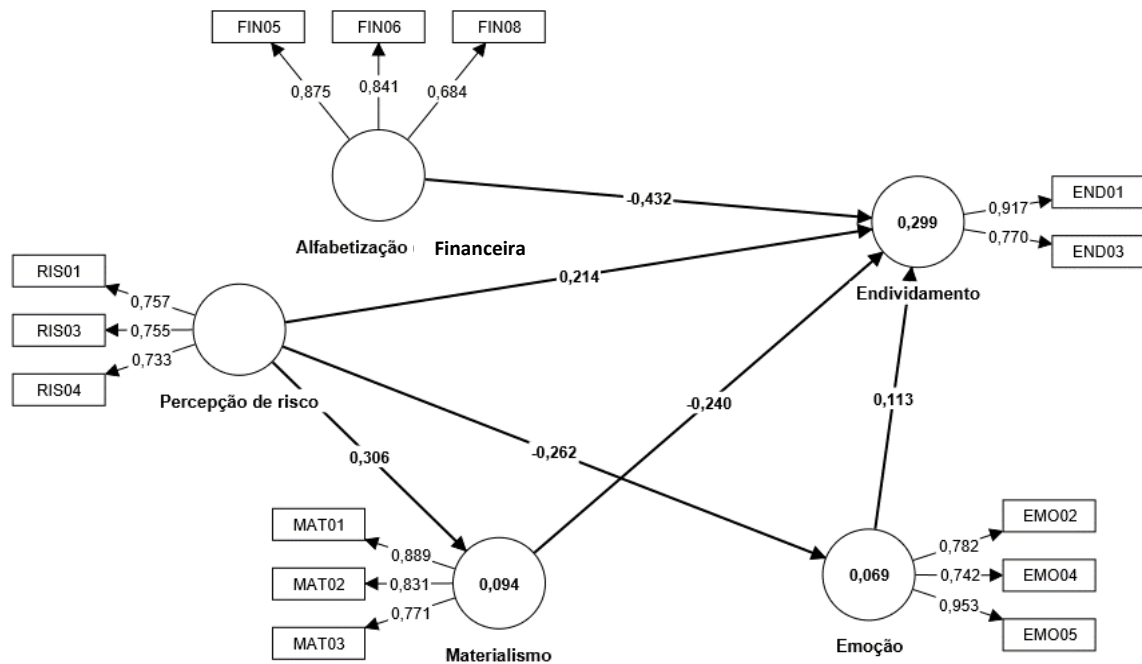 FIN05 FIN06 FIN08
0,875 0,841 0,684
Alfabetização Financeira
-0,432
0,299
Endividamento
0,917 END01
0,770 END03
RIS01 0,757
RIS03 0,755
RIS04 0,733
Percepção de risco
0,214
0,306
-0,262
-0,240
0,113
MAT01 0,889
MAT02 0,831
MAT03 0,771
0,094
Materialismo
0,069
Emoção
0,782 EMO02
0,742 EMO04
0,953 EMO05